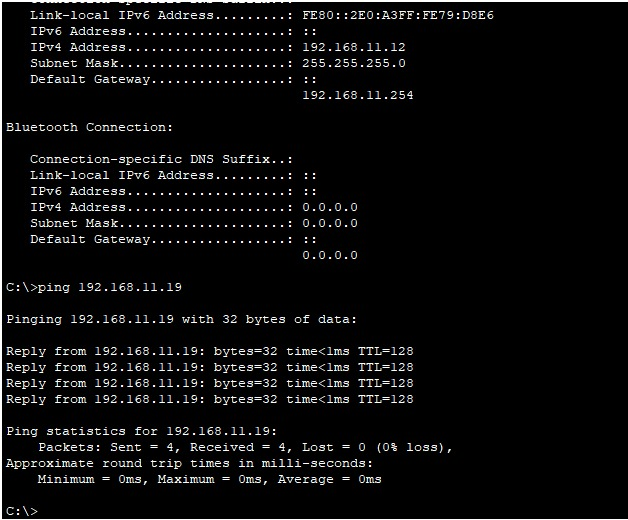 Link-local IPv6 Address.........: FE80::2E0:A3FF:FE79:D8E6
IPv6 Address....................: ::
IPv4 Address....................: 192.168.11.12
Subnet Mask.....................: 255.255.255.0
Default Gateway.................: ::
192.168.11.254
Bluetooth Connection:
Connection-specific DNS Suffix..:
Link-local IPv6 Address.........: ::
IPv6 Address....................: ::
IPv4 Address....................: 0.0.0.0
Subnet Mask.....................: 0.0.0.0
Default Gateway.................: ::
0.0.0.0
C:\>ping 192.168.11.19
Pinging 192.168.11.19 with 32 bytes of data:
Reply from 192.168.11.19: bytes=32 time<1ms TTL=128
Reply from 192.168.11.19: bytes=32 time<1ms TTL=128
Reply from 192.168.11.19: bytes=32 time<1ms TTL=128
Reply from 192.168.11.19: bytes=32 time<1ms TTL=128
Ping statistics for 192.168.11.19:
Packets: Sent = 4, Received = 4, Lost = 0 (0% loss),
Approximate round trip times in milli-seconds:
Minimum = 0ms, Maximum = 0ms, Average = 0ms
C:\>